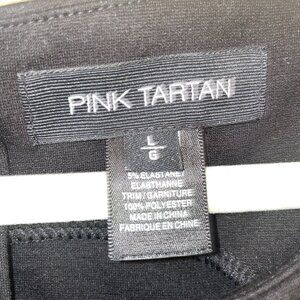 PINK TARTAN
L
G
5% ELASTANE/
ELASTHANNE
TRIM/GARNITURE
100% POLYESTER
MADE IN CHINA
FABRIQUE EN CHINE